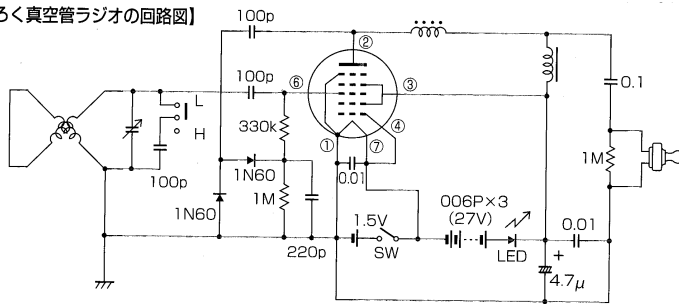 ろく真空管ラジオの回路図】
100p
②
100p
⑥
③
0.1
L
H
330k
④
①
⑦
1M
1N60
0.01
100p
1N60
1M
006P×3
(27V)
1.5V
0.01
220p
SW
LED
+
4.7μ